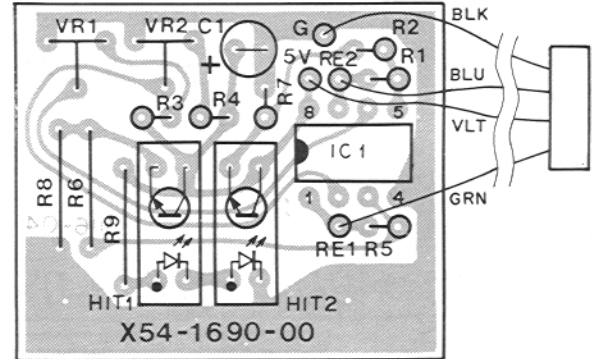 VR1 VR2 C1 G R2 BLK
+ 5V RE2 R1
BLU
R3 R4 R7 8 5
VLT
IC 1
R8 R6 R9 1 4 GRN
RE1 R5
HIT1 HIT2
X54-1690-00